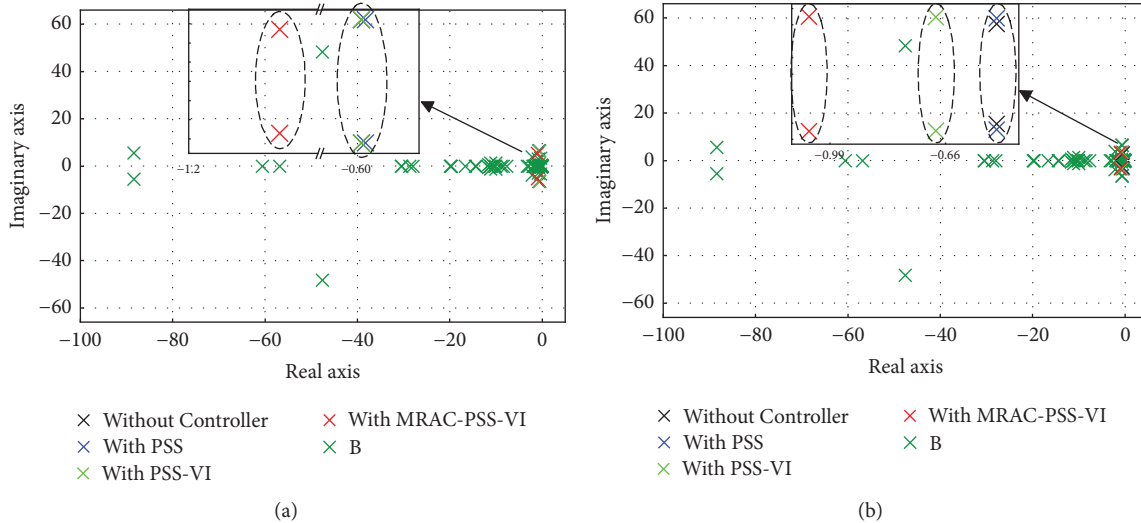 60
40
20
0
−20
−40
−60
−100
−80
−60
−40
−20
0
Imaginary axis
Real axis
−1.2
//
//
−0.60
Without Controller
With PSS
With PSS-VI
With MRAC-PSS-VI
B
(a)
60
40
20
0
−20
−40
−60
−100
−80
−60
−40
−20
0
Imaginary axis
Real axis
−0.99
−0.66
Without Controller
With PSS
With PSS-VI
With MRAC-PSS-VI
B
(b)